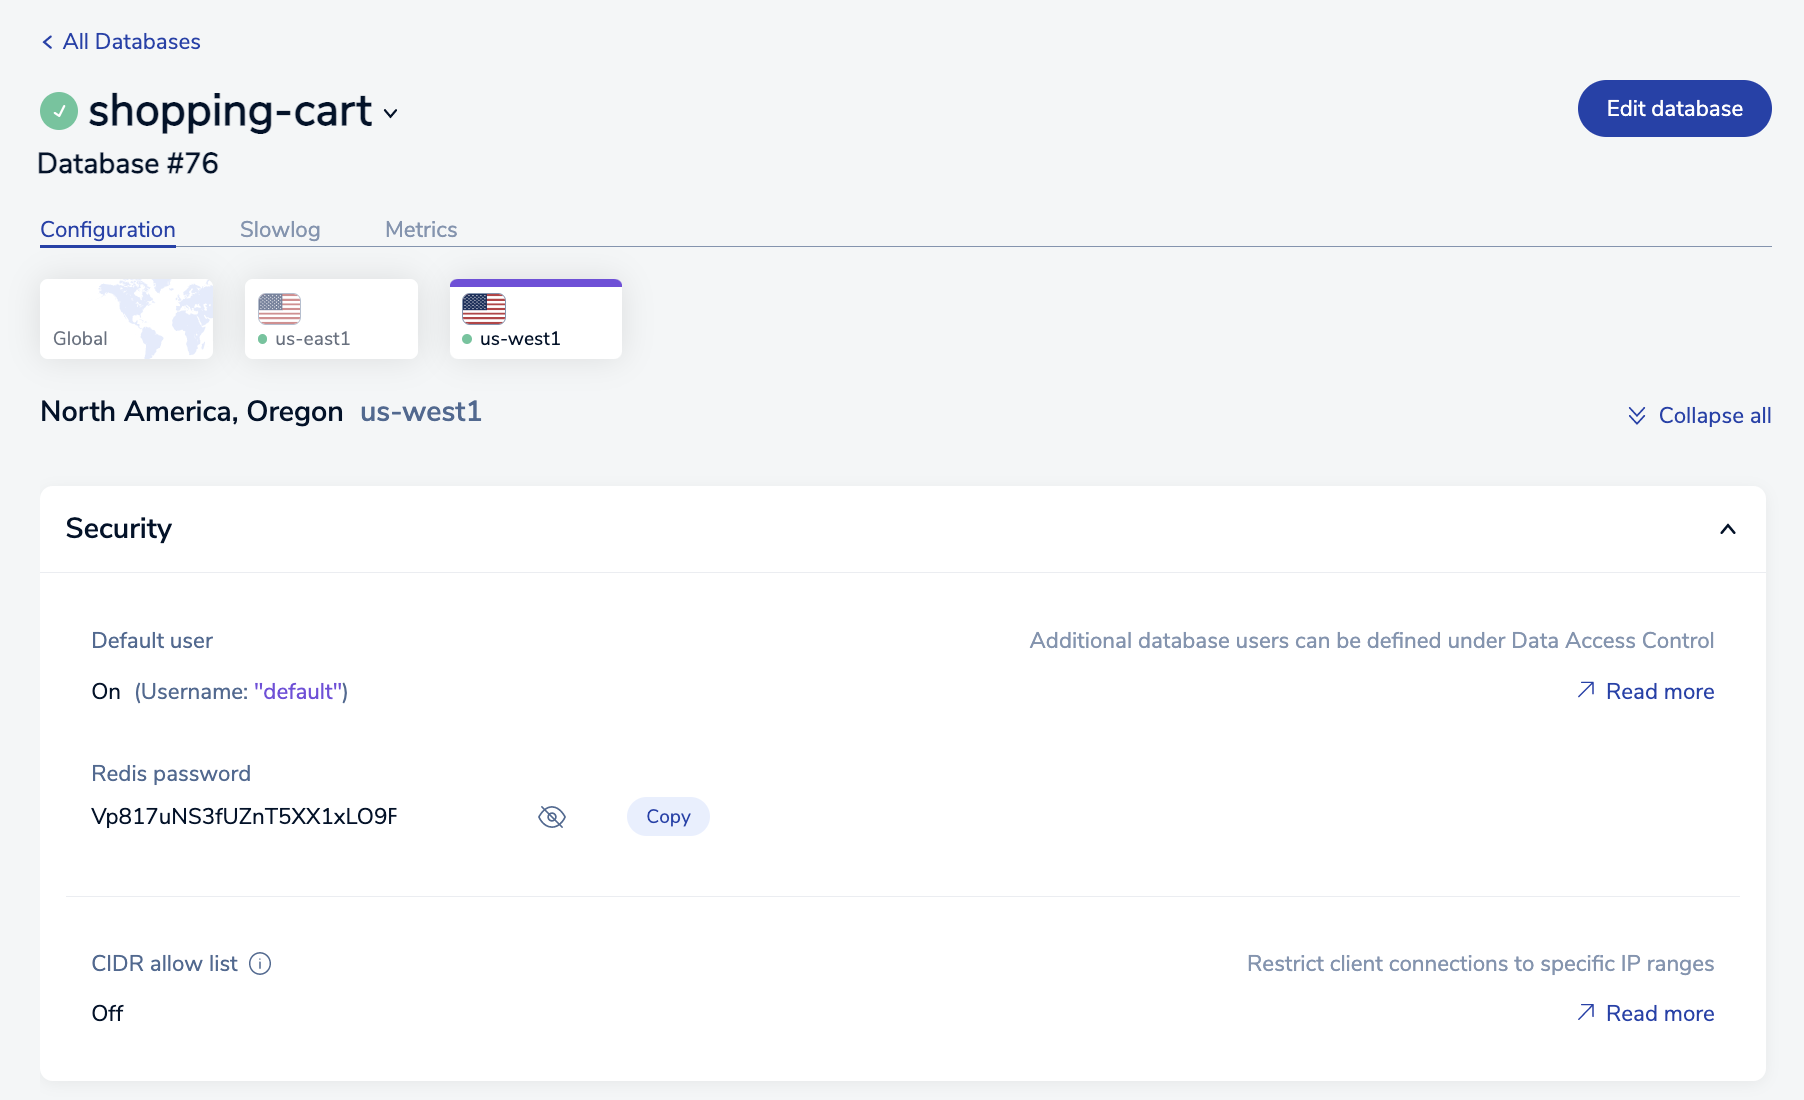 All Databases
shopping-cart
Edit database
Database #76
Configuration Slowlog Metrics
Global us-east1 us-west1
North America, Oregon us-west1
Collapse all
Security
Default user
Additional database users can be defined under Data Access Control
On (Username: "default")
Read more
Redis password
Vp817uNS3fUZnT5XX1xLO9F
Copy
CIDR allow list
Restrict client connections to specific IP ranges
Off
Read more